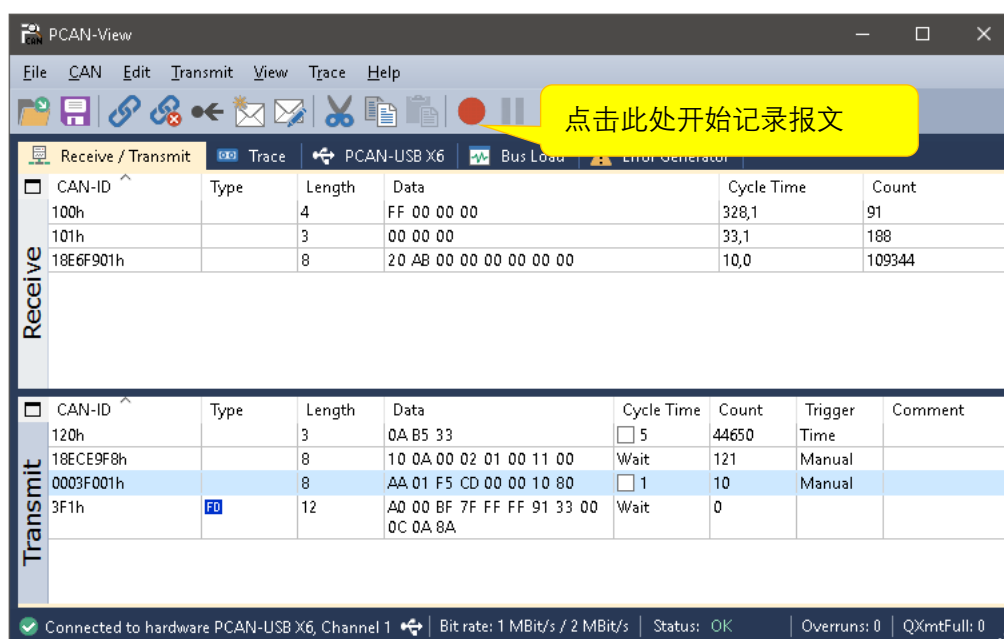 PCAN-View
File CAN Edit Transmit View Trace Help
点击此处开始记录报文
Receive / Transmit Trace PCAN-USB X6 Bus Load Error Generator
CAN-ID Type Length Data Cycle Time Count
100h 4 FF 00 00 00 328,1 91
101h 3 00 00 00 33,1 188
18E6F901h 8 20 AB 00 00 00 00 00 00 10,0 109344
Receive
CAN-ID Type Length Data Cycle Time Count Trigger Comment
120h 3 0A B5 33 5 44650 Time
18ECE9F8h 8 10 0A 00 02 01 00 11 00 Wait 121 Manual
0003F001h 8 AA 01 F5 CD 00 00 10 80 1 10 Manual
3F1h FD 12 A0 00 BF 7F FF FF FF 91 33 00 Wait 0
0C 0A 8A
Transmit
Connected to hardware PCAN-USB X6, Channel 1 Bit rate: 1 MBit/s / 2 MBit/s Status: OK Overruns: 0 QXmtFull: 0